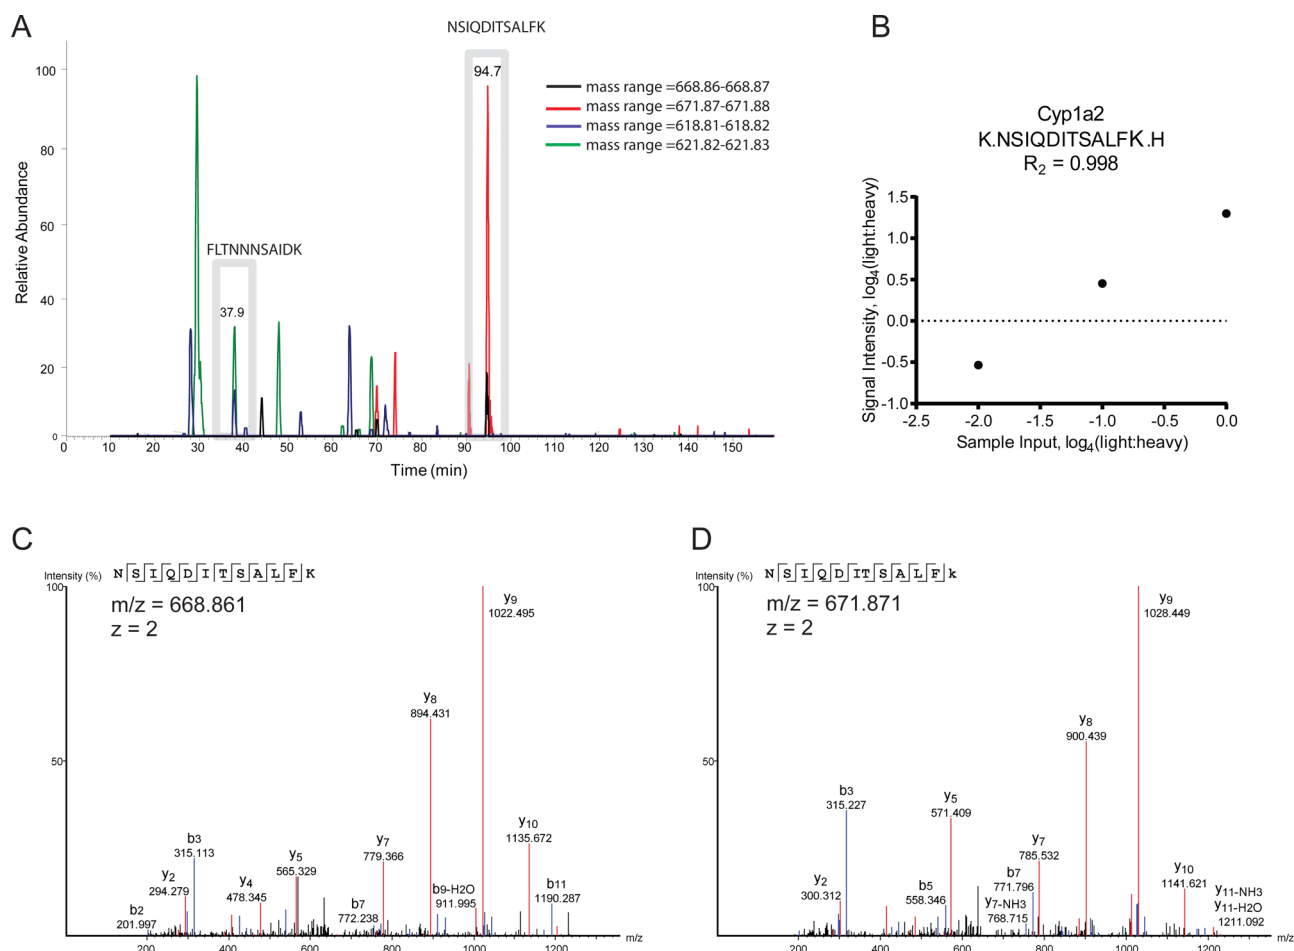 A
NSIQDITSALFK
94.7
mass range =668.86-668.87
mass range =671.87-671.88
mass range =618.81-618.82
mass range =621.82-621.83
FLTNNNSAIDK
37.9
Relative Abundance
100
80
60
40
20
0
0 10 20 30 40 50 60 70 80 90 100 110 120 130 140 150
Time (min)
B
Cyp1a2
K.NSIQDITSALFK.H
R2 = 0.998
Signal Intensity, log4(light:heavy)
1.5
1.0
0.5
0.0
-0.5
-1.0
-2.5 -2.0 -1.5 -1.0 -0.5 0.0
Sample Input, log4(light:heavy)
C
Intensity (%)
N S I Q D I T S A L F K
m/z = 668.861
z = 2
100
50
y9
1022.495
y8
894.431
y10
1135.672
b3
315.113
y2
294.279
b2
201.997
y4
478.345
y5
565.329
y7
779.366
b7
772.238
b9-H2O
911.995
b11
1190.287
200 400 600 800 1000 1200
m/z
D
Intensity (%)
N S I Q D I T S A L F k
m/z = 671.871
z = 2
100
50
y9
1028.449
y8
900.439
b3
315.227
y5
571.409
y2
300.312
b5
558.346
y7
785.532
b7
771.796
y7-NH3
768.715
y10
1141.621
y11-NH3
y11-H2O
1211.092
200 400 600 800 1000 1200
m/z